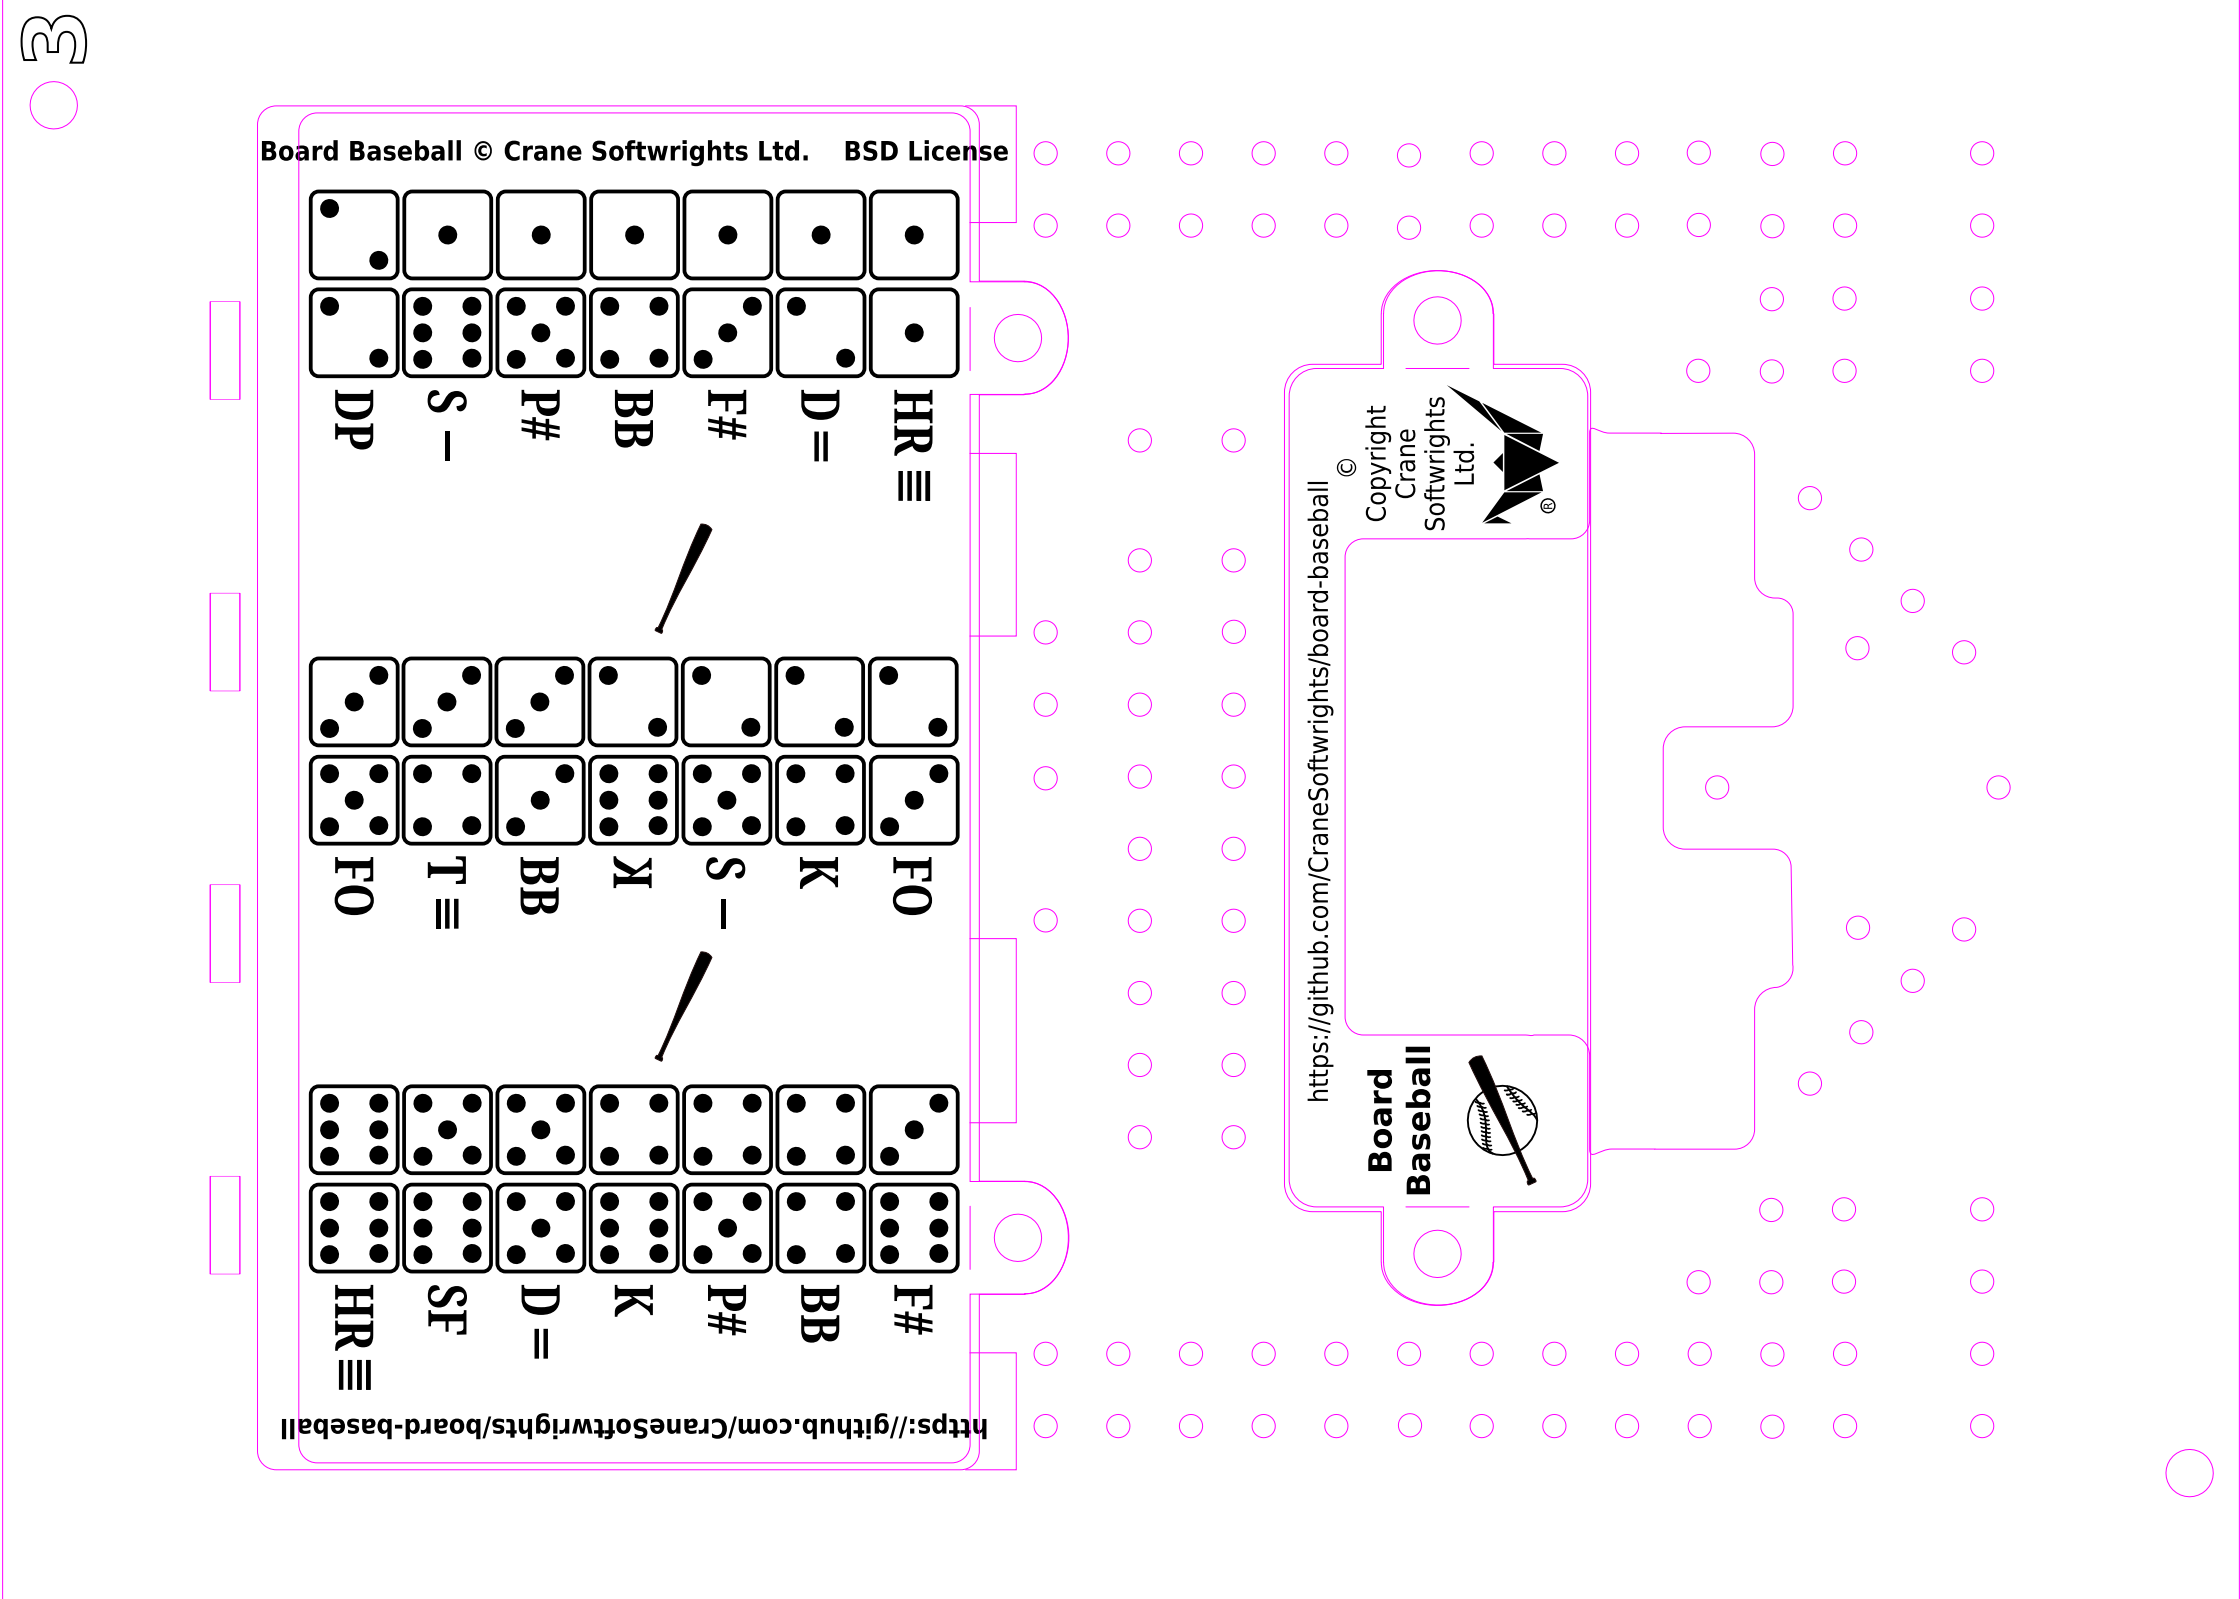 3
Board Baseball © Crane Softwrights Ltd. BSD License
DP
S –
P#
BB
F#
D =
HR ≡
FO
T ≡
BB
K
S –
K
FO
HR ≡
SF
D =
K
P#
BB
F#
https://github.com/CraneSoftwrights/board-baseball
https://github.com/CraneSoftwrights/board-baseball
©
Copyright
Crane
Softwrights
Ltd.
®
Board
Baseball